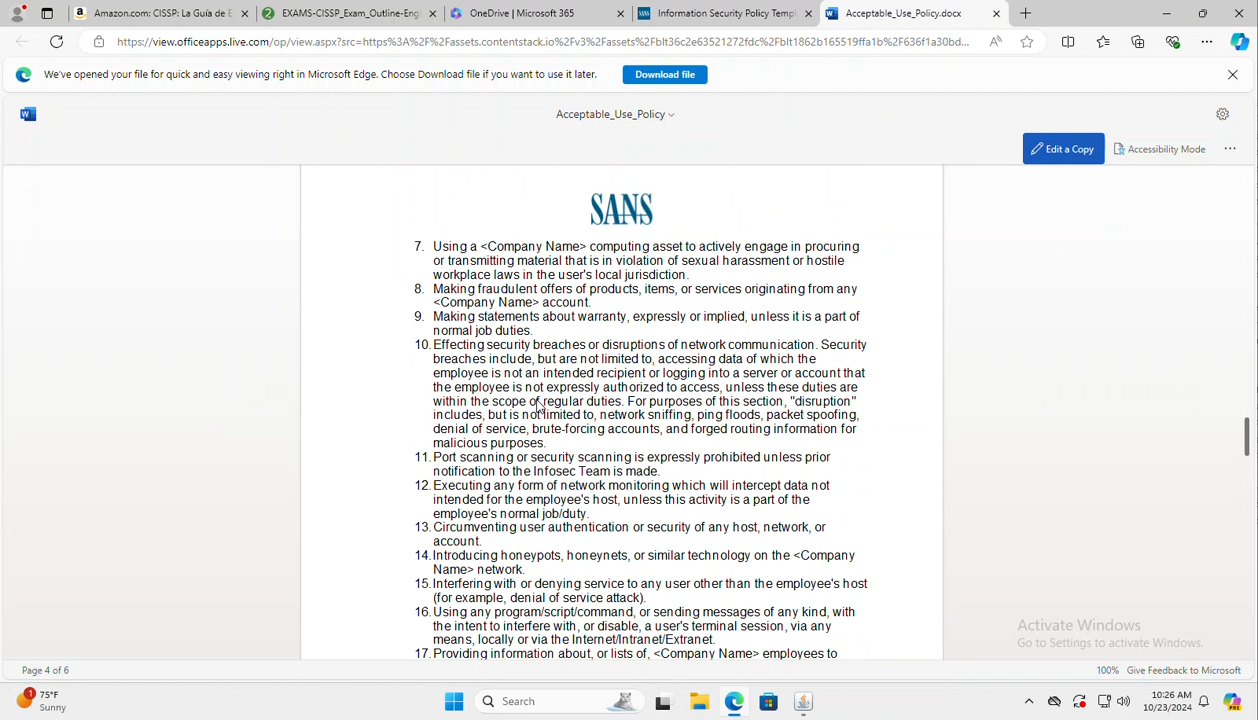 Amazon.com: CISSP: La Guía de E
EXAMS-CISSP_Exam_Outline-Engl
OneDrive | Microsoft 365
Information Security Policy Templ
Acceptable_Use_Policy.docx
https://view.officeapps.live.com/op/view.aspx?src=https%3A%2F%2Fassets.contentstack.io%2Fv3%2Fassets%2Fblt36c2e63521272fdc%2Fblt1862b165519ffa1b%2F636f1a30bd...
We've opened your file for quick and easy viewing right in Microsoft Edge. Choose Download file if you want to use it later.
Download file
Acceptable_Use_Policy
Edit a Copy
Accessibility Mode
SANS
7. Using a <Company Name> computing asset to actively engage in procuring
or transmitting material that is in violation of sexual harassment or hostile
workplace laws in the user's local jurisdiction.
8. Making fraudulent offers of products, items, or services originating from any
<Company Name> account.
9. Making statements about warranty, expressly or implied, unless it is a part of
normal job duties.
10. Effecting security breaches or disruptions of network communication. Security
breaches include, but are not limited to, accessing data of which the
employee is not an intended recipient or logging into a server or account that
the employee is not expressly authorized to access, unless these duties are
within the scope of regular duties. For purposes of this section, "disruption"
includes, but is not limited to, network sniffing, ping floods, packet spoofing,
denial of service, brute-forcing accounts, and forged routing information for
malicious purposes.
11. Port scanning or security scanning is expressly prohibited unless prior
notification to the Infosec Team is made.
12. Executing any form of network monitoring which will intercept data not
intended for the employee's host, unless this activity is a part of the
employee's normal job/duty.
13. Circumventing user authentication or security of any host, network, or
account.
14. Introducing honeypots, honeynets, or similar technology on the <Company
Name> network.
15. Interfering with or denying service to any user other than the employee's host
(for example, denial of service attack).
16. Using any program/script/command, or sending messages of any kind, with
the intent to interfere with, or disable, a user's terminal session, via any
means, locally or via the Internet/Intranet/Extranet.
17. Providing information about, or lists of, <Company Name> employees to
Activate Windows
Go to Settings to activate Windows.
Page 4 of 6
100%
Give Feedback to Microsoft
1
75°F
Sunny
Search
10:26 AM
10/23/2024